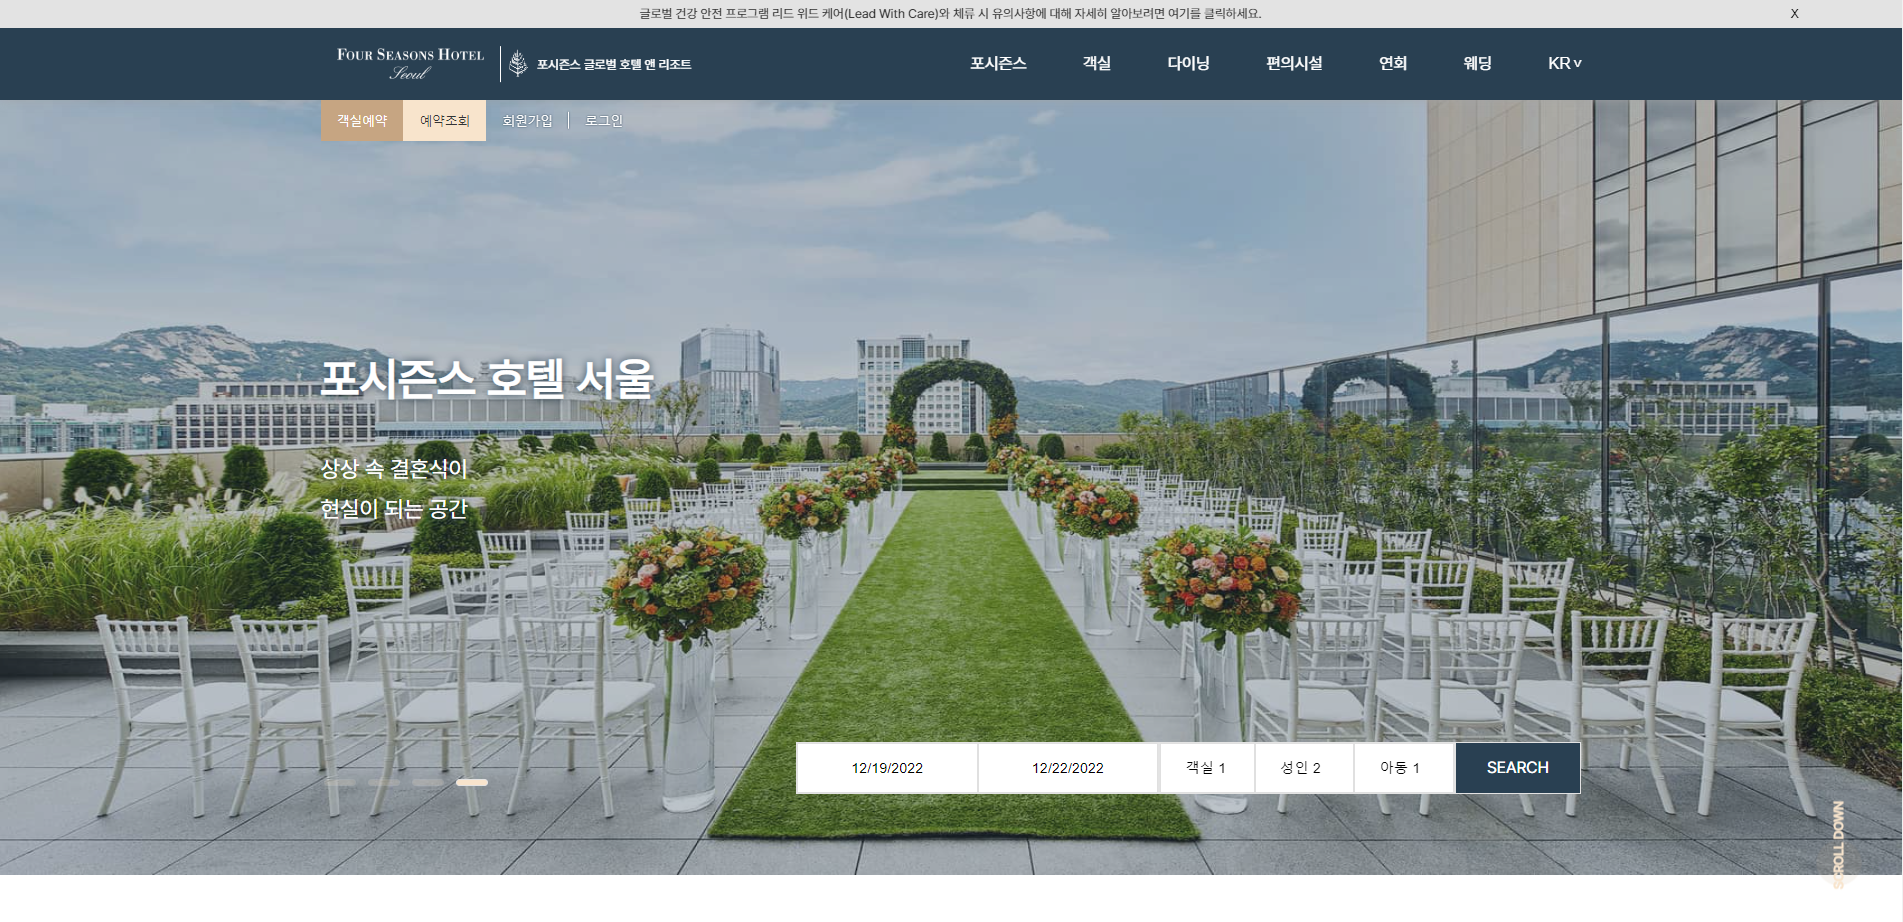 글로벌 건강 안전 프로그램 리드 위드 케어(Lead With Care)와 체류 시 유의사항에 대해 자세히 알아보려면 여기를 클릭하세요.
X
FOUR SEASONS HOTEL
Seoul
포시즌스 글로벌 호텔 앤 리조트
포시즌스
객실
다이닝
편의시설
연회
웨딩
KR v
객실예약
예약조회
회원가입
로그인
포시즌스 호텔 서울
상상 속 결혼식이
현실이 되는 공간
12/19/2022
12/22/2022
객실 1
성인 2
아동 1
SEARCH
SCROLL DOWN